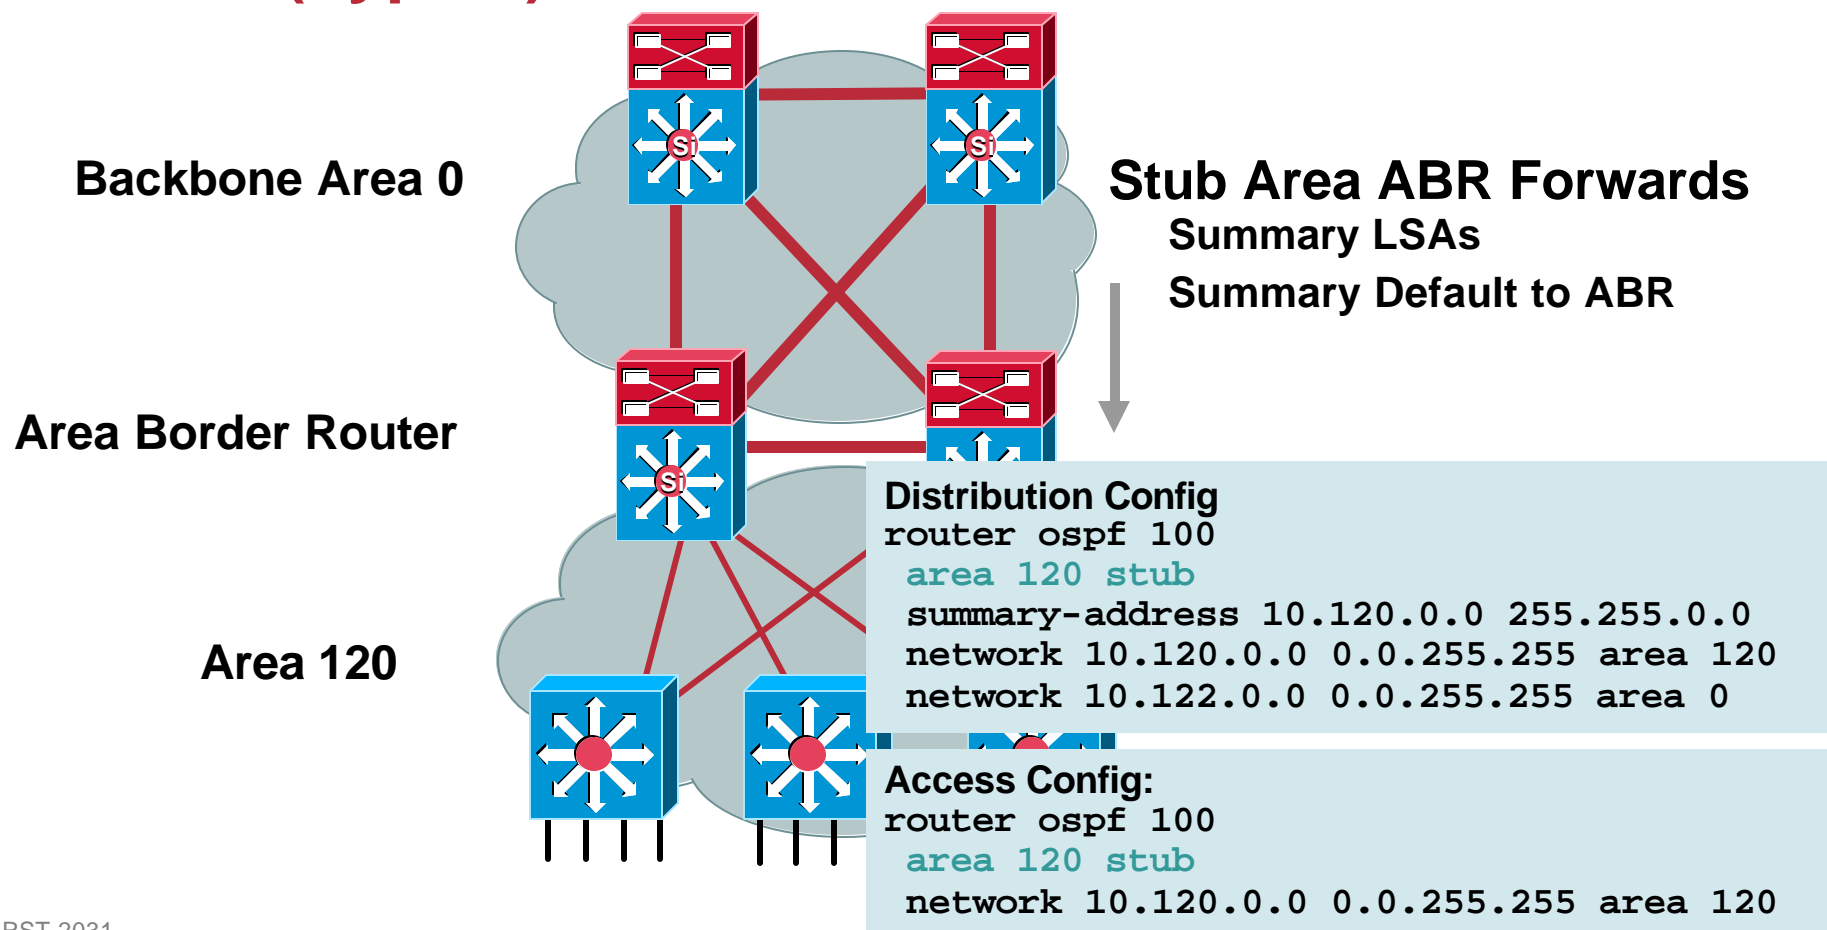 Backbone Area 0
Si
Si
Stub Area ABR Forwards
Summary LSAs
Summary Default to ABR
Area Border Router
Si
Area 120
Distribution Config
router ospf 100
area 120 stub
summary-address 10.120.0.0 255.255.0.0
network 10.120.0.0 0.0.255.255 area 120
network 10.122.0.0 0.0.255.255 area 0
Access Config:
router ospf 100
area 120 stub
network 10.120.0.0 0.0.255.255 area 120